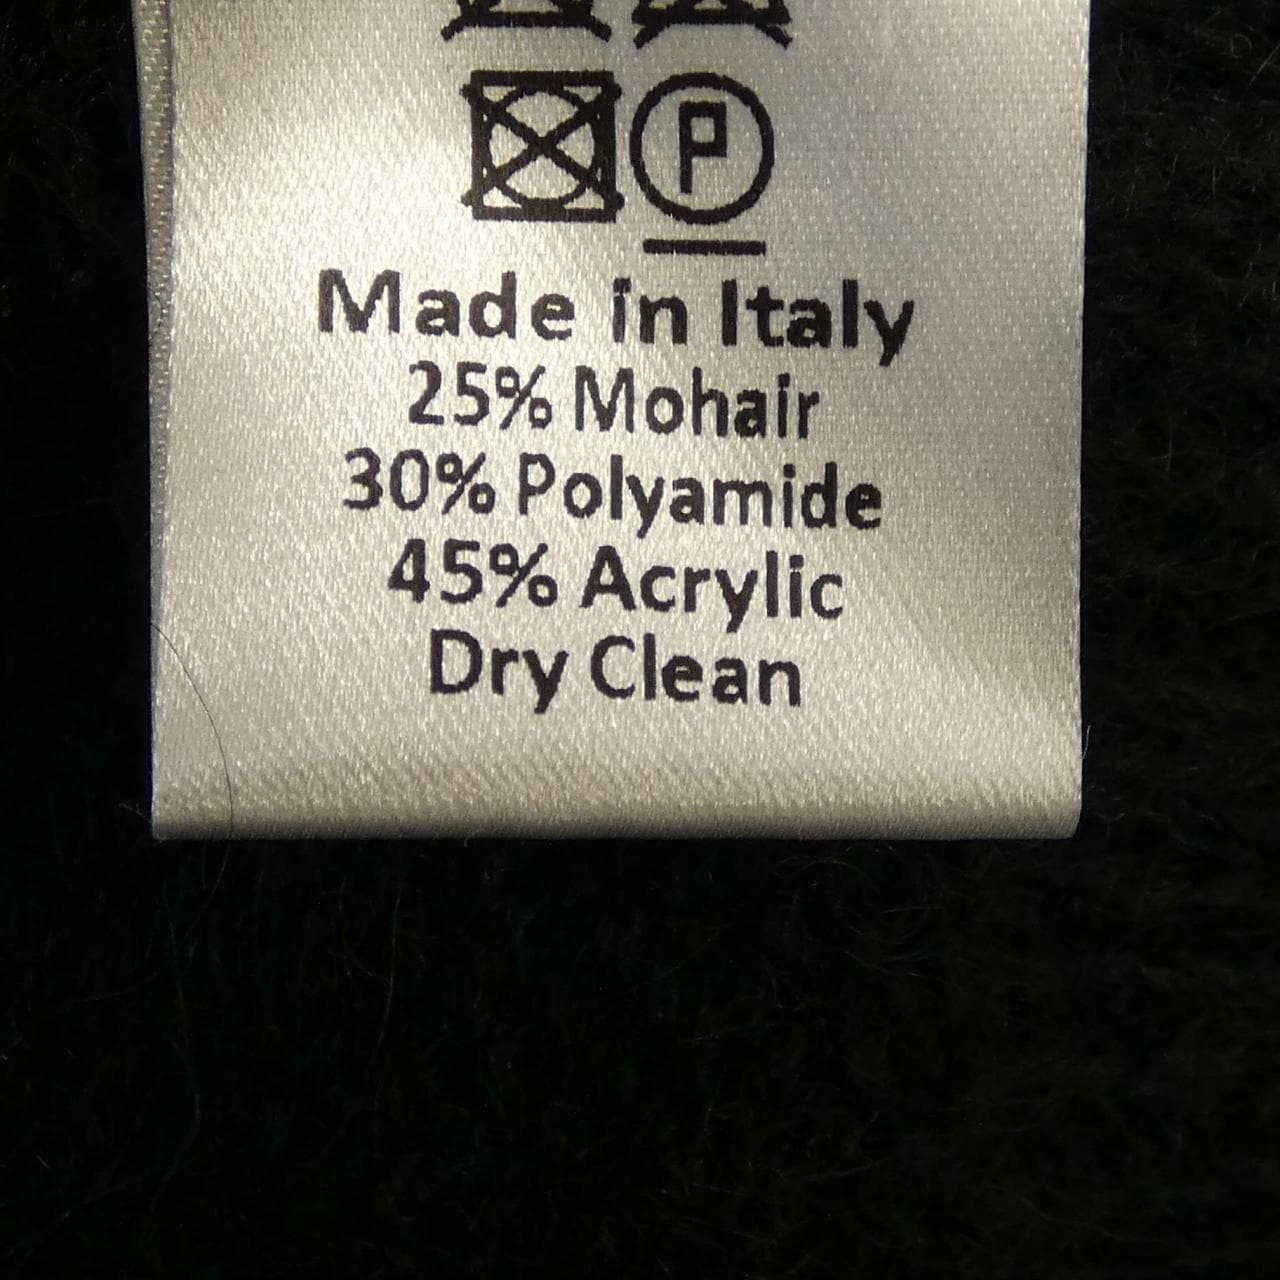 P
Made in Italy
25% Mohair
30% Polyamide
45% Acrylic
Dry Clean